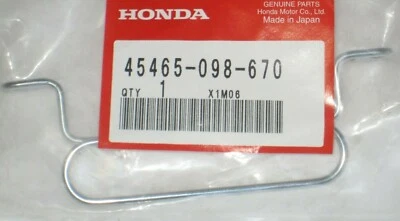 HONDA
GENUINE PARTS
Honda Motor Co., Ltd.
Made in Japan
45465-098-670
QTY 1 X1M06